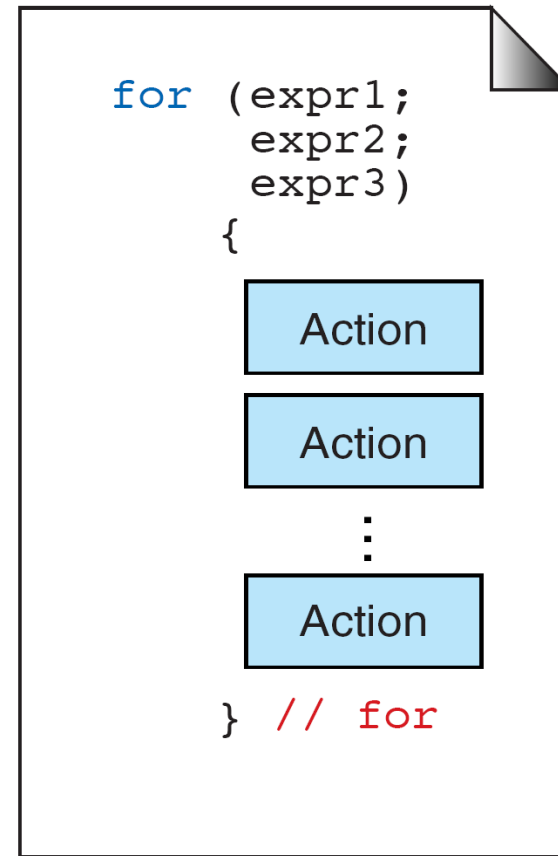 for (expr1;
expr2;
expr3)
{
Action
Action
⋮
Action
} // for